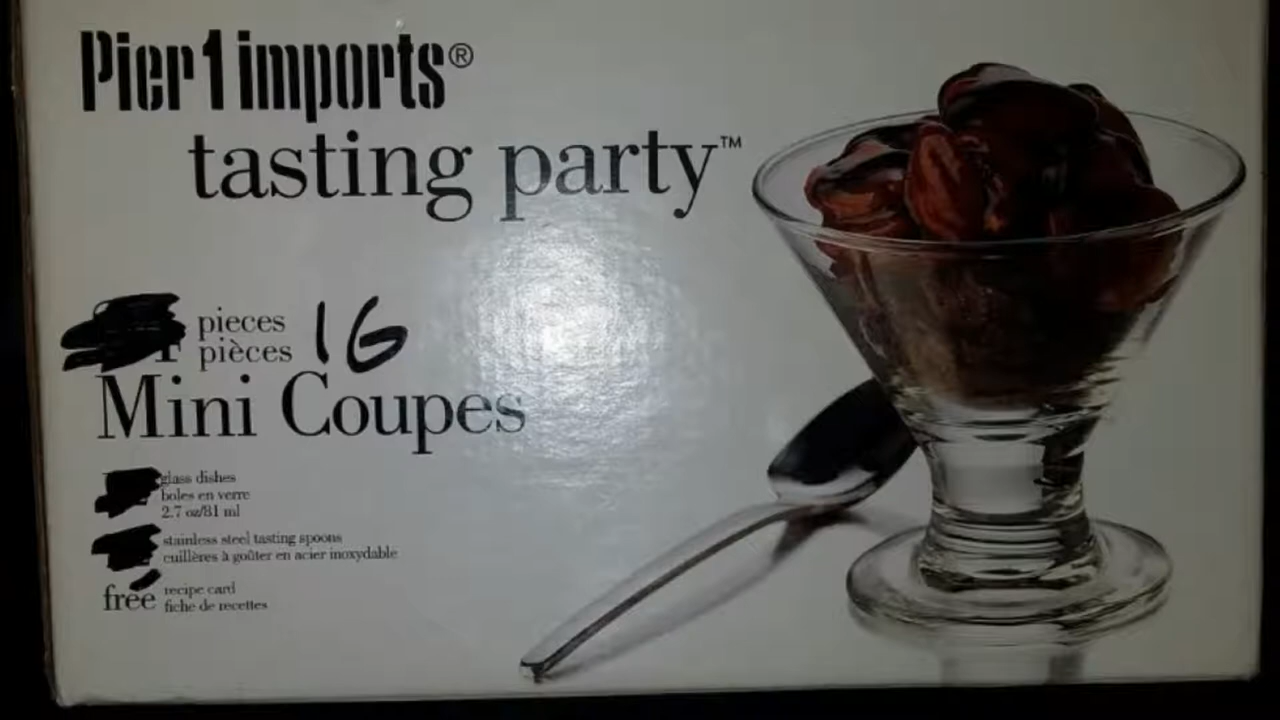 Pier 1 imports®
tasting party™
pieces
pièces 16
Mini Coupes
glass dishes
boles en verre
2.7 oz/81 ml
stainless steel tasting spoons
cuillères à goûter en acier inoxydable
free recipe card
fiche de recettes